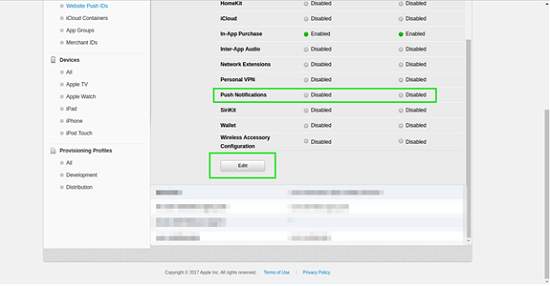 Website Push IDs
iCloud Containers
App Groups
Merchant IDs
Devices
All
Apple TV
Apple Watch
iPad
iPhone
iPod Touch
Provisioning Profiles
All
Development
Distribution
HomeKit Disabled Disabled
iCloud Disabled Disabled
In-App Purchase Enabled Enabled
Inter-App Audio Disabled Disabled
Network Extensions Disabled Disabled
Personal VPN Disabled Disabled
Push Notifications Disabled Disabled
SiriKit Disabled Disabled
Wallet Disabled Disabled
Wireless Accessory
Configuration Disabled Disabled
Edit
Copyright © 2017 Apple Inc. All rights reserved. Terms of Use Privacy Policy